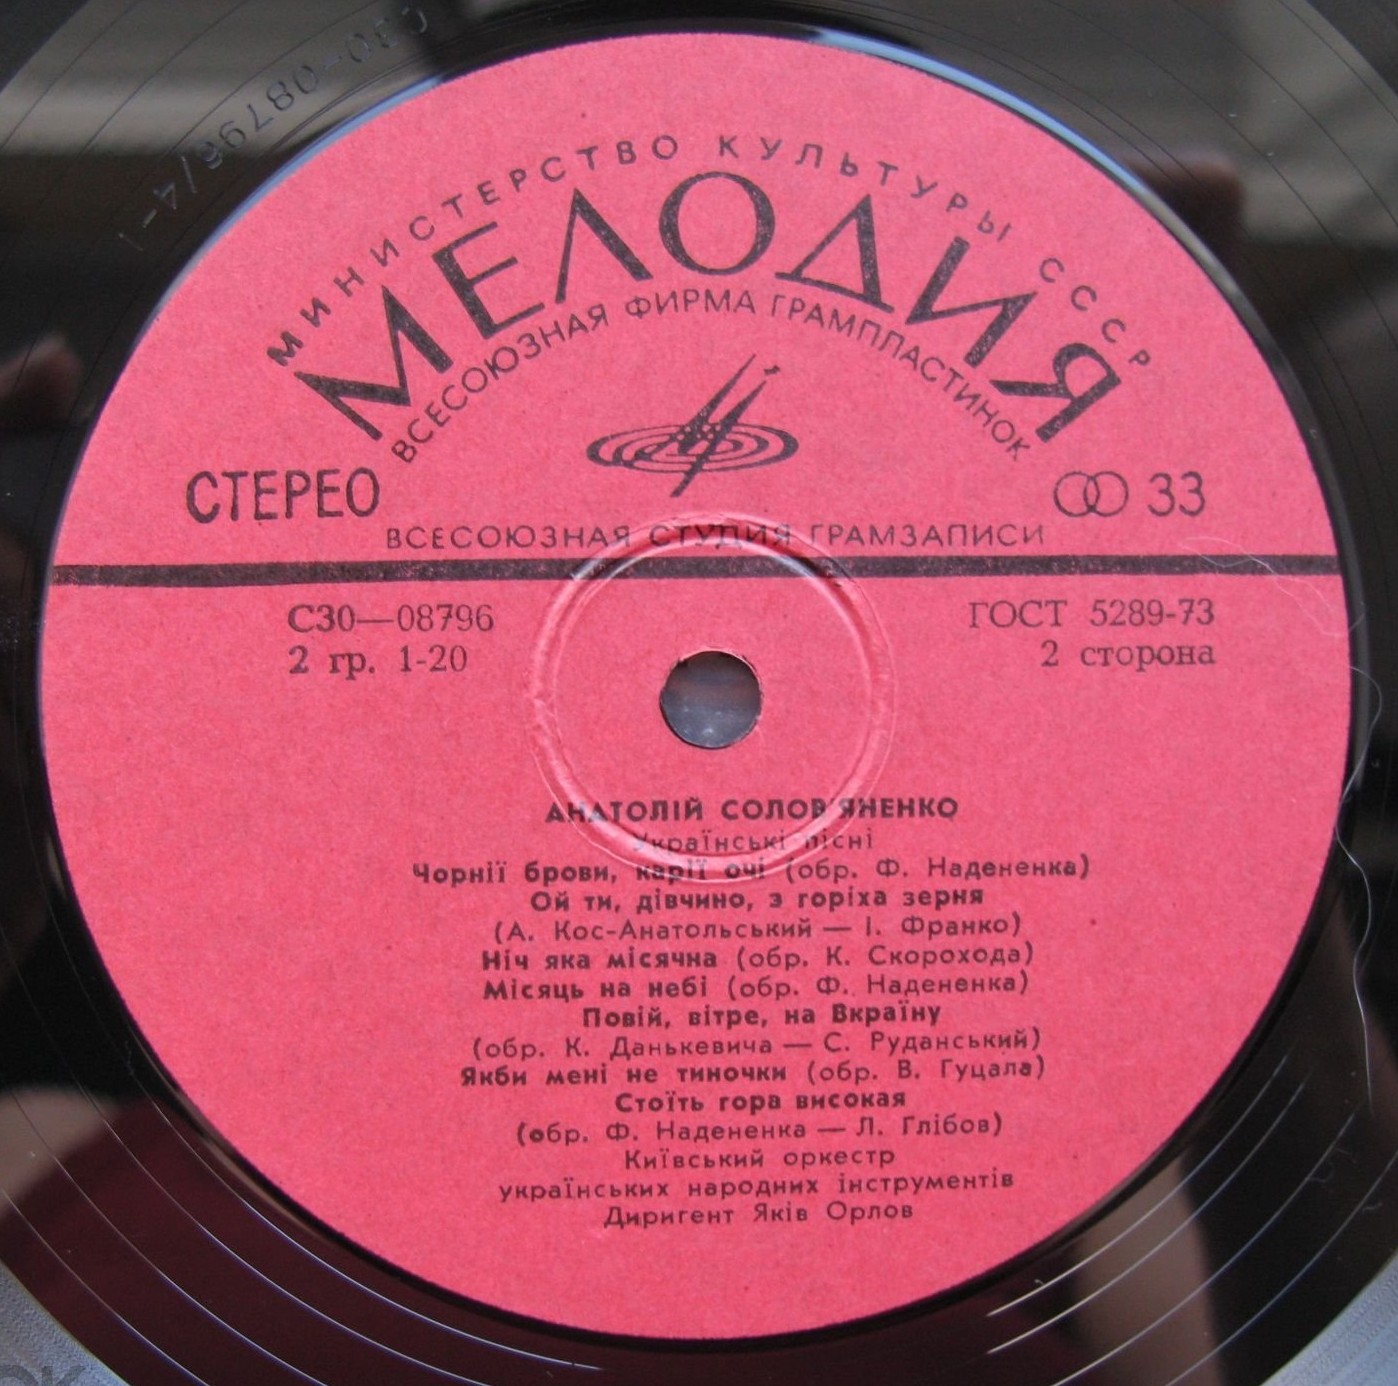 С30-08796/4-1
МИНИСТЕРСТВО КУЛЬТУРЫ СССР
МЕЛОДИЯ
ВСЕСОЮЗНАЯ ФИРМА ГРАМПЛАСТИНОК
СТЕРЕО
33
ВСЕСОЮЗНАЯ СТУДИЯ ГРАМЗАПИСИ
С30—08796
ГОСТ 5289-73
2 гр. 1-20
2 сторона
АНАТОЛІЙ СОЛОВ'ЯНЕНКО
Українські пісні
Чорнії брови, карії очі (обр. Ф. Надененка)
Ой ти, дівчино, з горіха зерня
(А. Кос-Анатольський — І. Франко)
Ніч яка місячна (обр. К. Скорохода)
Місяць на небі (обр. Ф. Надененка)
Повій, вітре, на Вкраїну
(обр. К. Данькевича — С. Руданський)
Якби мені не тиночки (обр. В. Гуцала)
Стоїть гора високая
(обр. Ф. Надененка — Л. Глібов)
Київський оркестр
українських народних інструментів
Диригент Яків Орлов